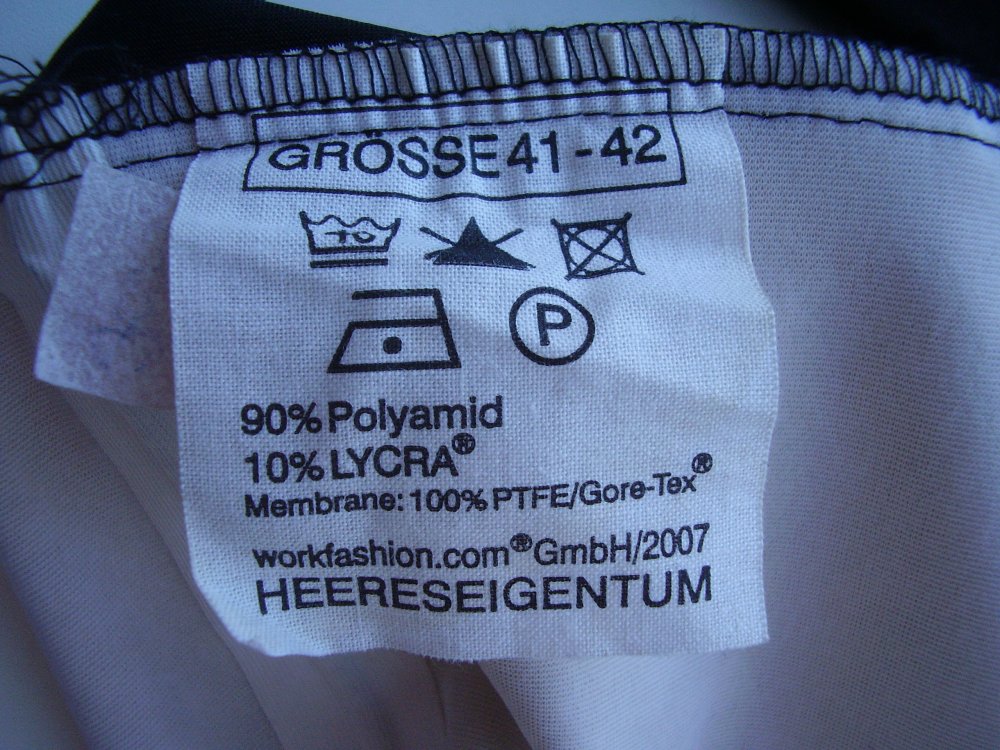 GRÖSSE 41-42
P
90% Polyamid
10% LYCRA®
Membrane: 100% PTFE/Gore-Tex®
workfashion.com® GmbH/2007
HEERESEIGENTUM